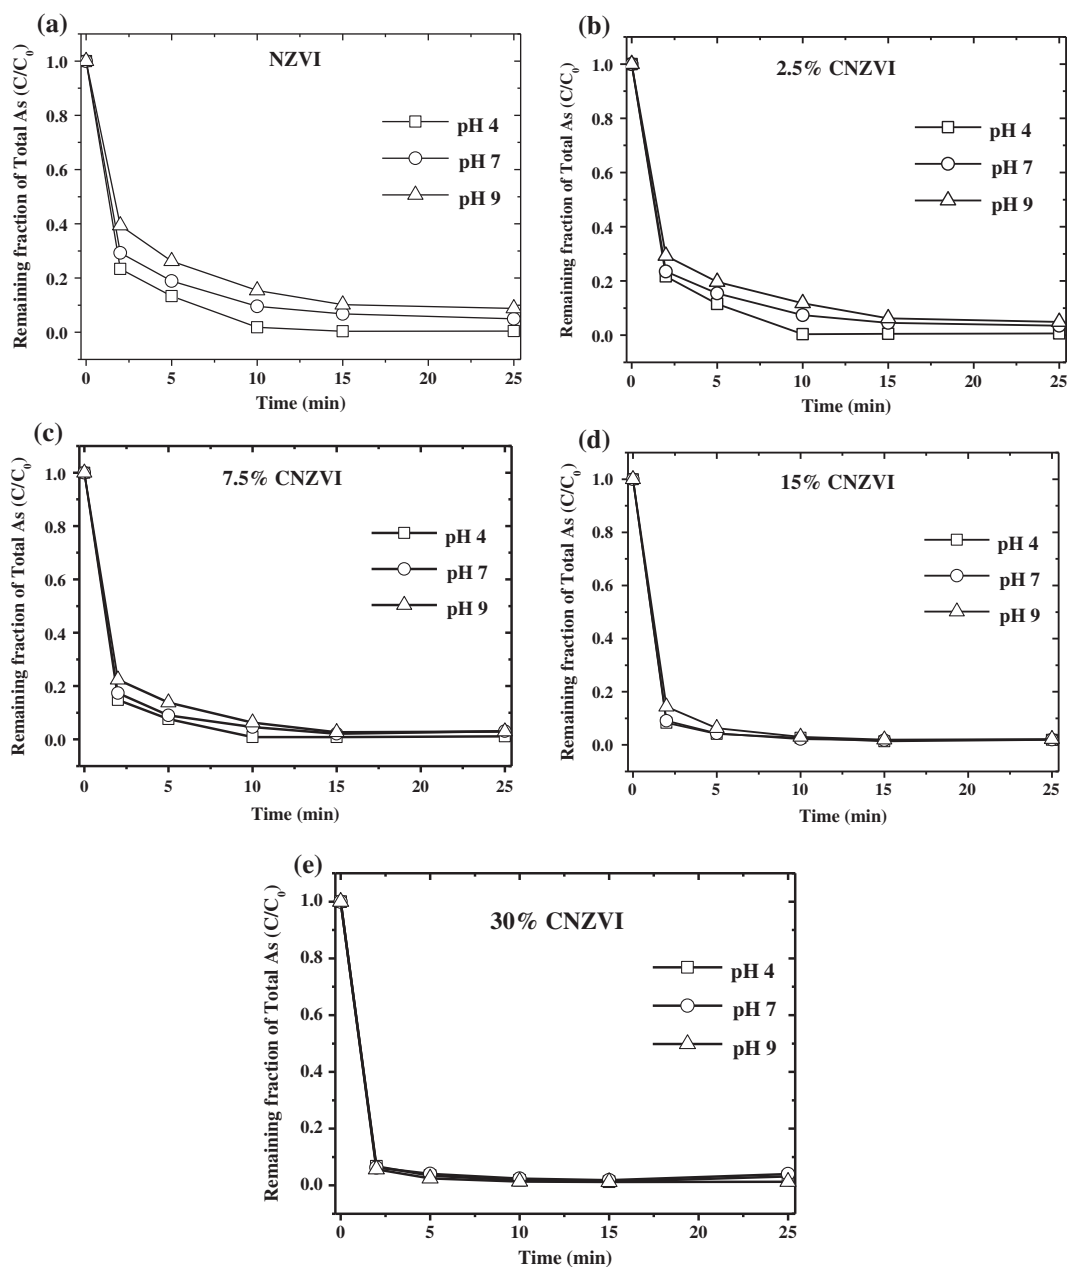 (a)
NZVI
Remaining fraction of Total As (C/C0)
1.0
0.8
0.6
0.4
0.2
0.0
pH 4
pH 7
pH 9
0 5 10 15 20 25
Time (min)
(b)
2.5% CNZVI
Remaining fraction of Total As (C/C0)
1.0
0.8
0.6
0.4
0.2
0.0
pH 4
pH 7
pH 9
0 5 10 15 20 25
Time (min)
(c)
7.5% CNZVI
Remaining fraction of Total As (C/C0)
1.0
0.8
0.6
0.4
0.2
0.0
pH 4
pH 7
pH 9
0 5 10 15 20 25
Time (min)
(d)
15% CNZVI
Remaining fraction of Total As (C/C0)
1.0
0.8
0.6
0.4
0.2
0.0
pH 4
pH 7
pH 9
0 5 10 15 20 25
Time (min)
(e)
30% CNZVI
Remaining fraction of Total As (C/C0)
1.0
0.8
0.6
0.4
0.2
0.0
pH 4
pH 7
pH 9
0 5 10 15 20 25
Time (min)